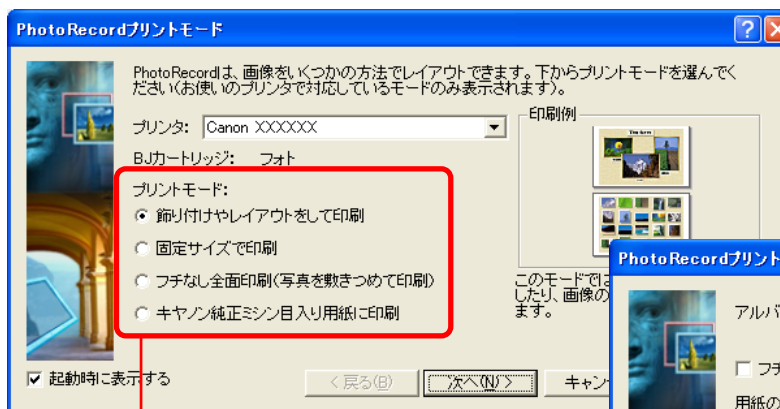 PhotoRecordプリントモード
PhotoRecordは、画像をいくつかの方法でレイアウトできます。下からプリントモードを選んでく
ださい(お使いのプリンタで対応しているモードのみ表示されます)。
プリンタ: Canon XXXXXX
印刷例
BJカートリッジ: フォト
プリントモード:
飾り付けやレイアウトをして印刷
固定サイズで印刷
フチなし全面印刷(写真を敷きつめて印刷)
キヤノン純正ミシン目入り用紙に印刷
このモードでは
したり、画像の
ます。
起動時に表示する
< 戻る(B)
次へ(N) >
キャン
PhotoRecordプリント
アルバ
フチ
用紙の